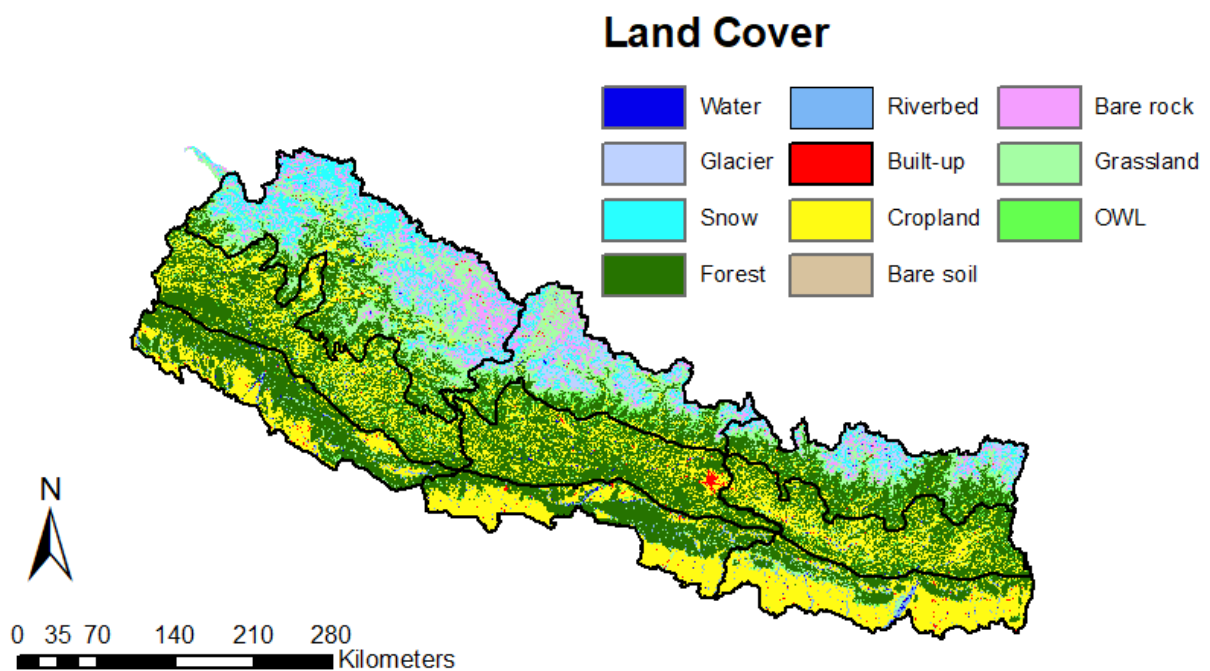 Land Cover
Water
Riverbed
Bare rock
Glacier
Built-up
Grassland
Snow
Cropland
OWL
Forest
Bare soil
N
0 35 70 140 210 280
Kilometers